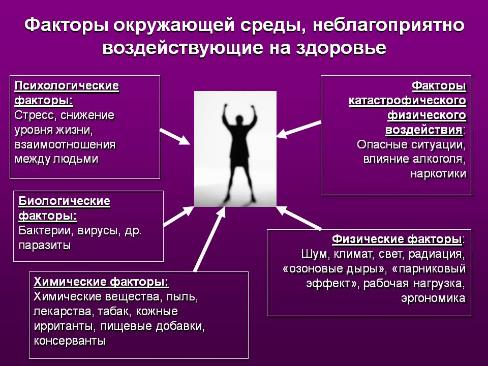 Факторы окружающей среды, неблагоприятно
воздействующие на здоровье
Психологические
факторы:
Стресс, снижение
уровня жизни,
взаимоотношения
между людьми
Факторы
катастрофического
физического
воздействия:
Опасные ситуации,
влияние алкоголя,
наркотики
Биологические
факторы:
Бактерии, вирусы, др.
паразиты
Физические факторы:
Шум, климат, свет, радиация,
«озоновые дыры», «парниковый
эффект», рабочая нагрузка,
эргономика
Химические факторы:
Химические вещества, пыль,
лекарства, табак, кожные
ирританты, пищевые добавки,
консерванты